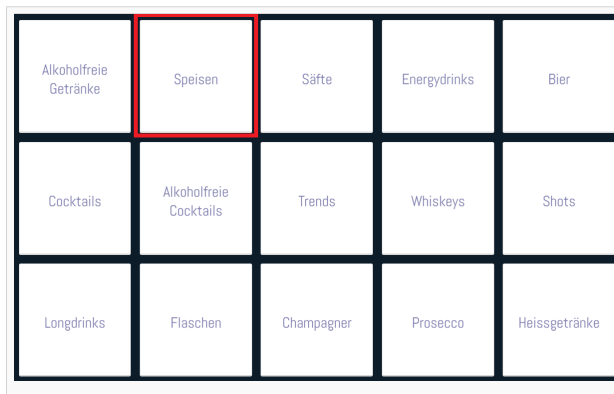 Alkoholfreie
Getränke
Speisen
Säfte
Energydrinks
Bier
Cocktails
Alkoholfreie
Cocktails
Trends
Whiskeys
Shots
Longdrinks
Flaschen
Champagner
Prosecco
Heissgetränke